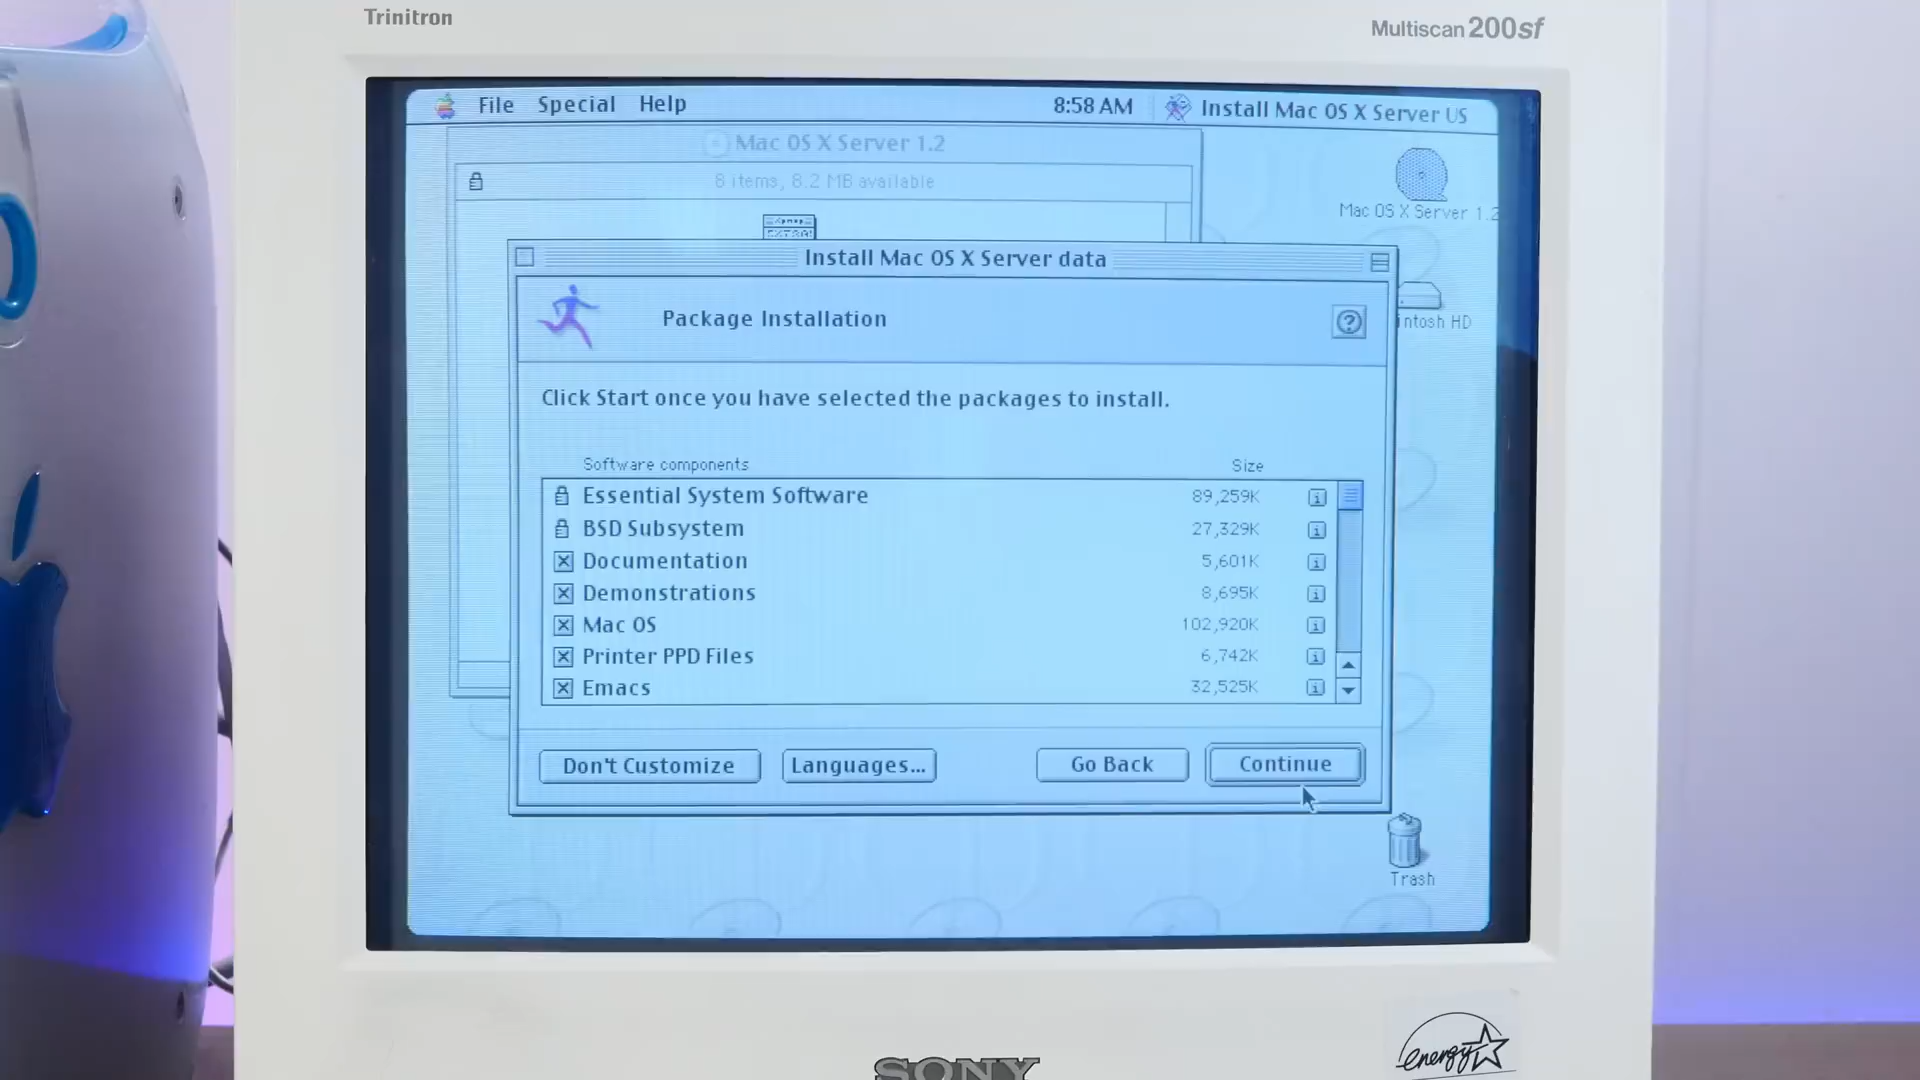 Trinitron
Multiscan 200sf
File Special Help 8:58 AM Install Mac OS X Server US
Mac OS X Server 1.2
8 items, 8.2 MB available
Mac OS X Server 1.2
Install Mac OS X Server data
Package Installation
intosh HD
Click Start once you have selected the packages to install.
Software components Size
Essential System Software 89,259K
BSD Subsystem 27,329K
Documentation 5,601K
Demonstrations 8,695K
Mac OS 102,920K
Printer PPD Files 6,742K
Emacs 32,525K
Don't Customize Languages... Go Back Continue
Trash
energy
SONY